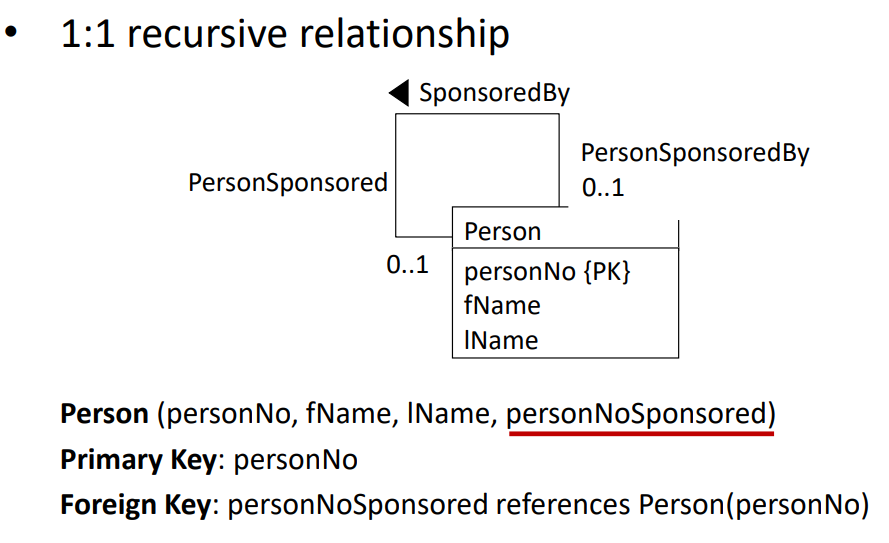 • 1:1 recursive relationship
◀ SponsoredBy
PersonSponsoredBy
PersonSponsored
0..1
Person
0..1
personNo {PK}
fName
lName
Person (personNo, fName, lName, personNoSponsored)
Primary Key: personNo
Foreign Key: personNoSponsored references Person(personNo)